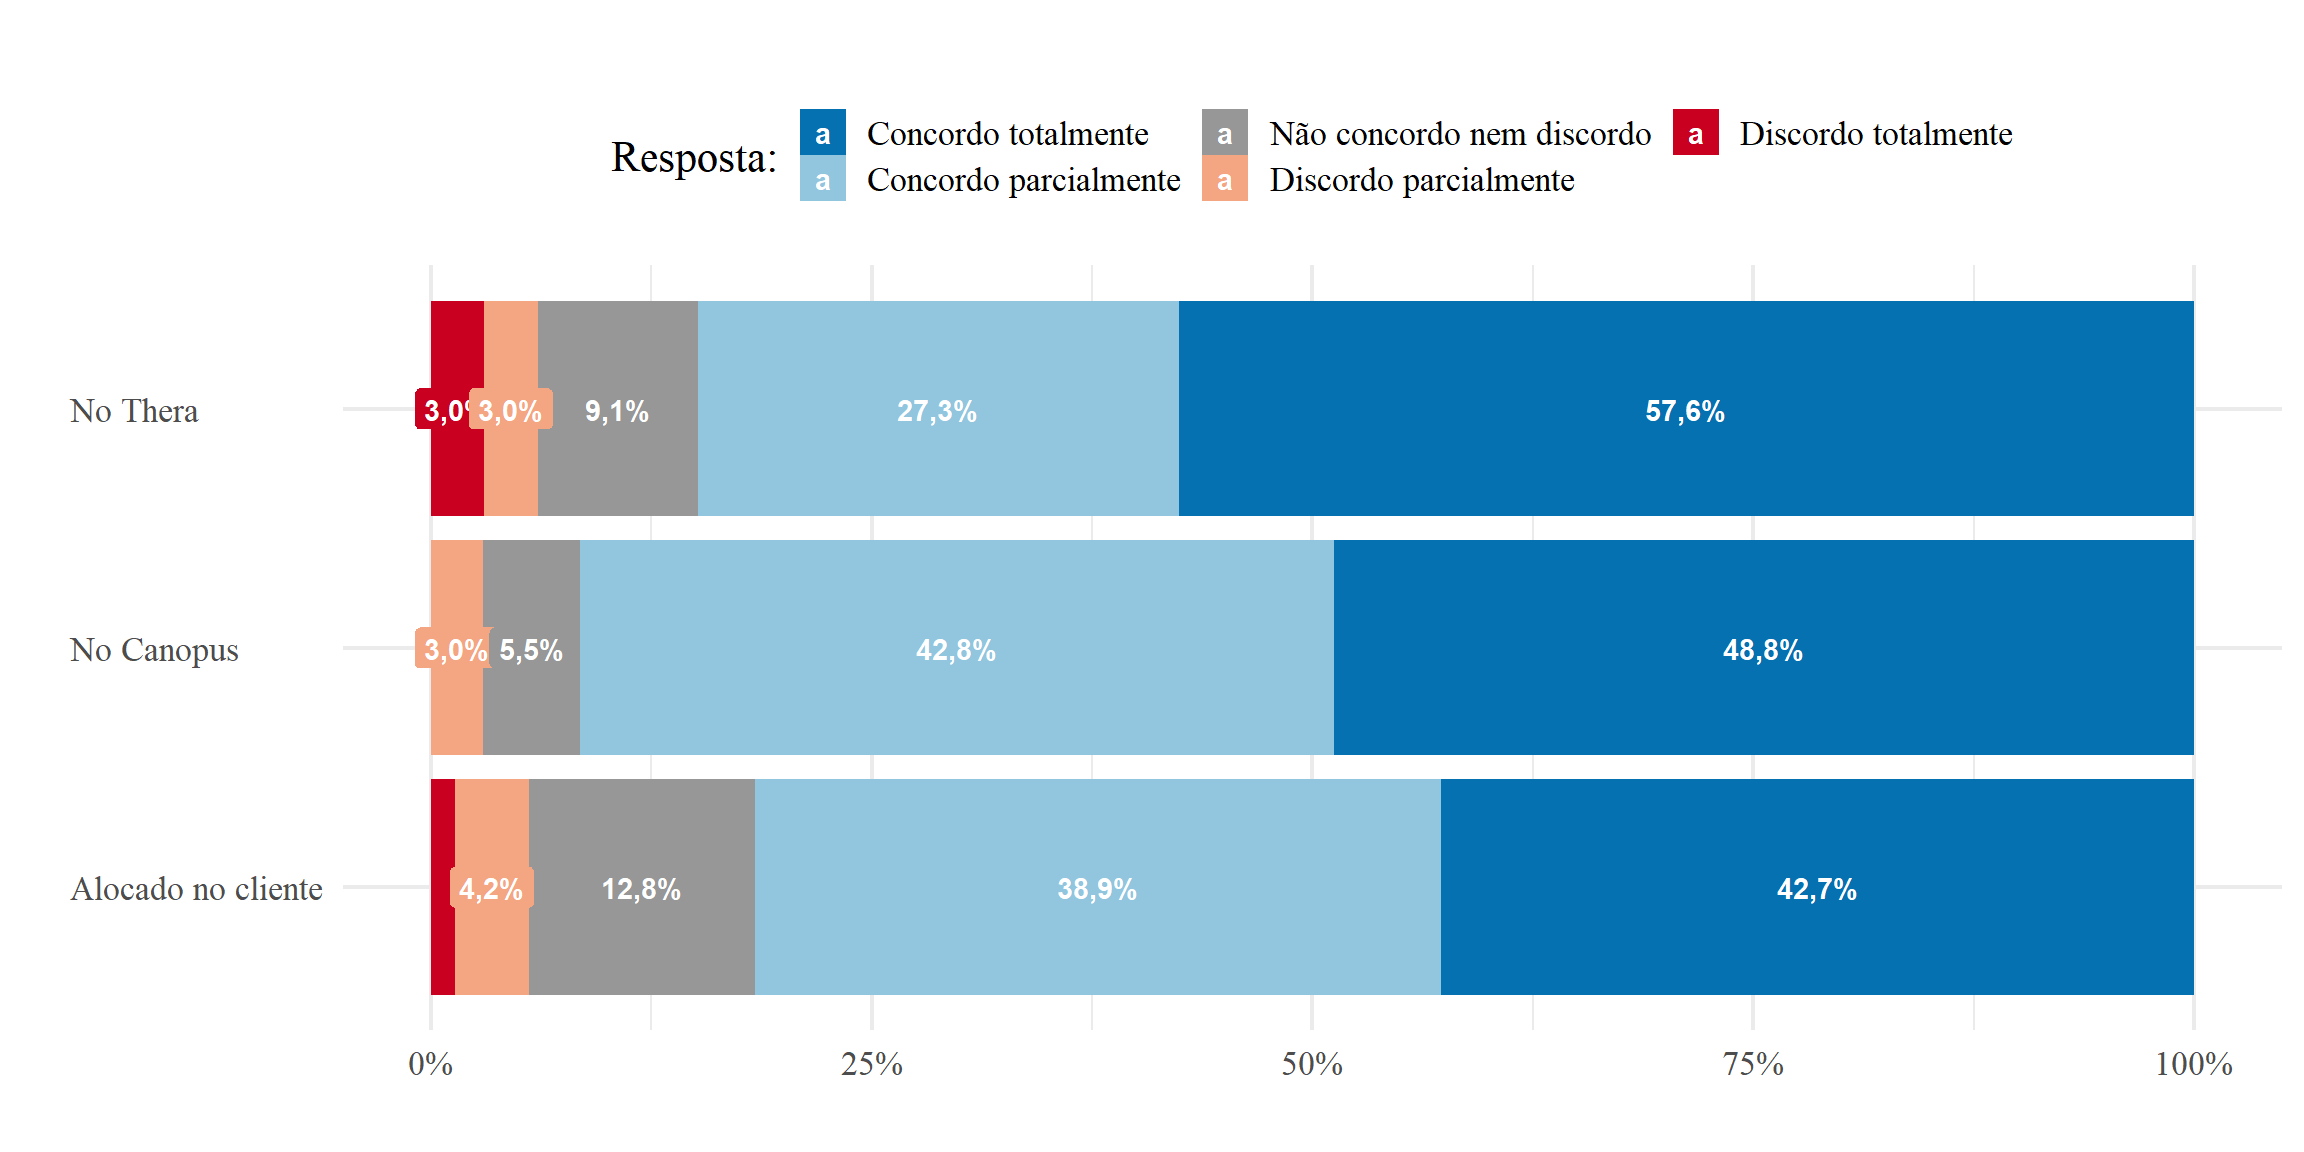 Resposta:
a Concordo totalmente
a Concordo parcialmente
a Não concordo nem discordo
a Discordo parcialmente
a Discordo totalmente
No Thera
3,0% 3,0% 9,1% 27,3% 57,6%
No Canopus
3,0% 5,5% 42,8% 48,8%
Alocado no cliente
4,2% 12,8% 38,9% 42,7%
0% 25% 50% 75% 100%